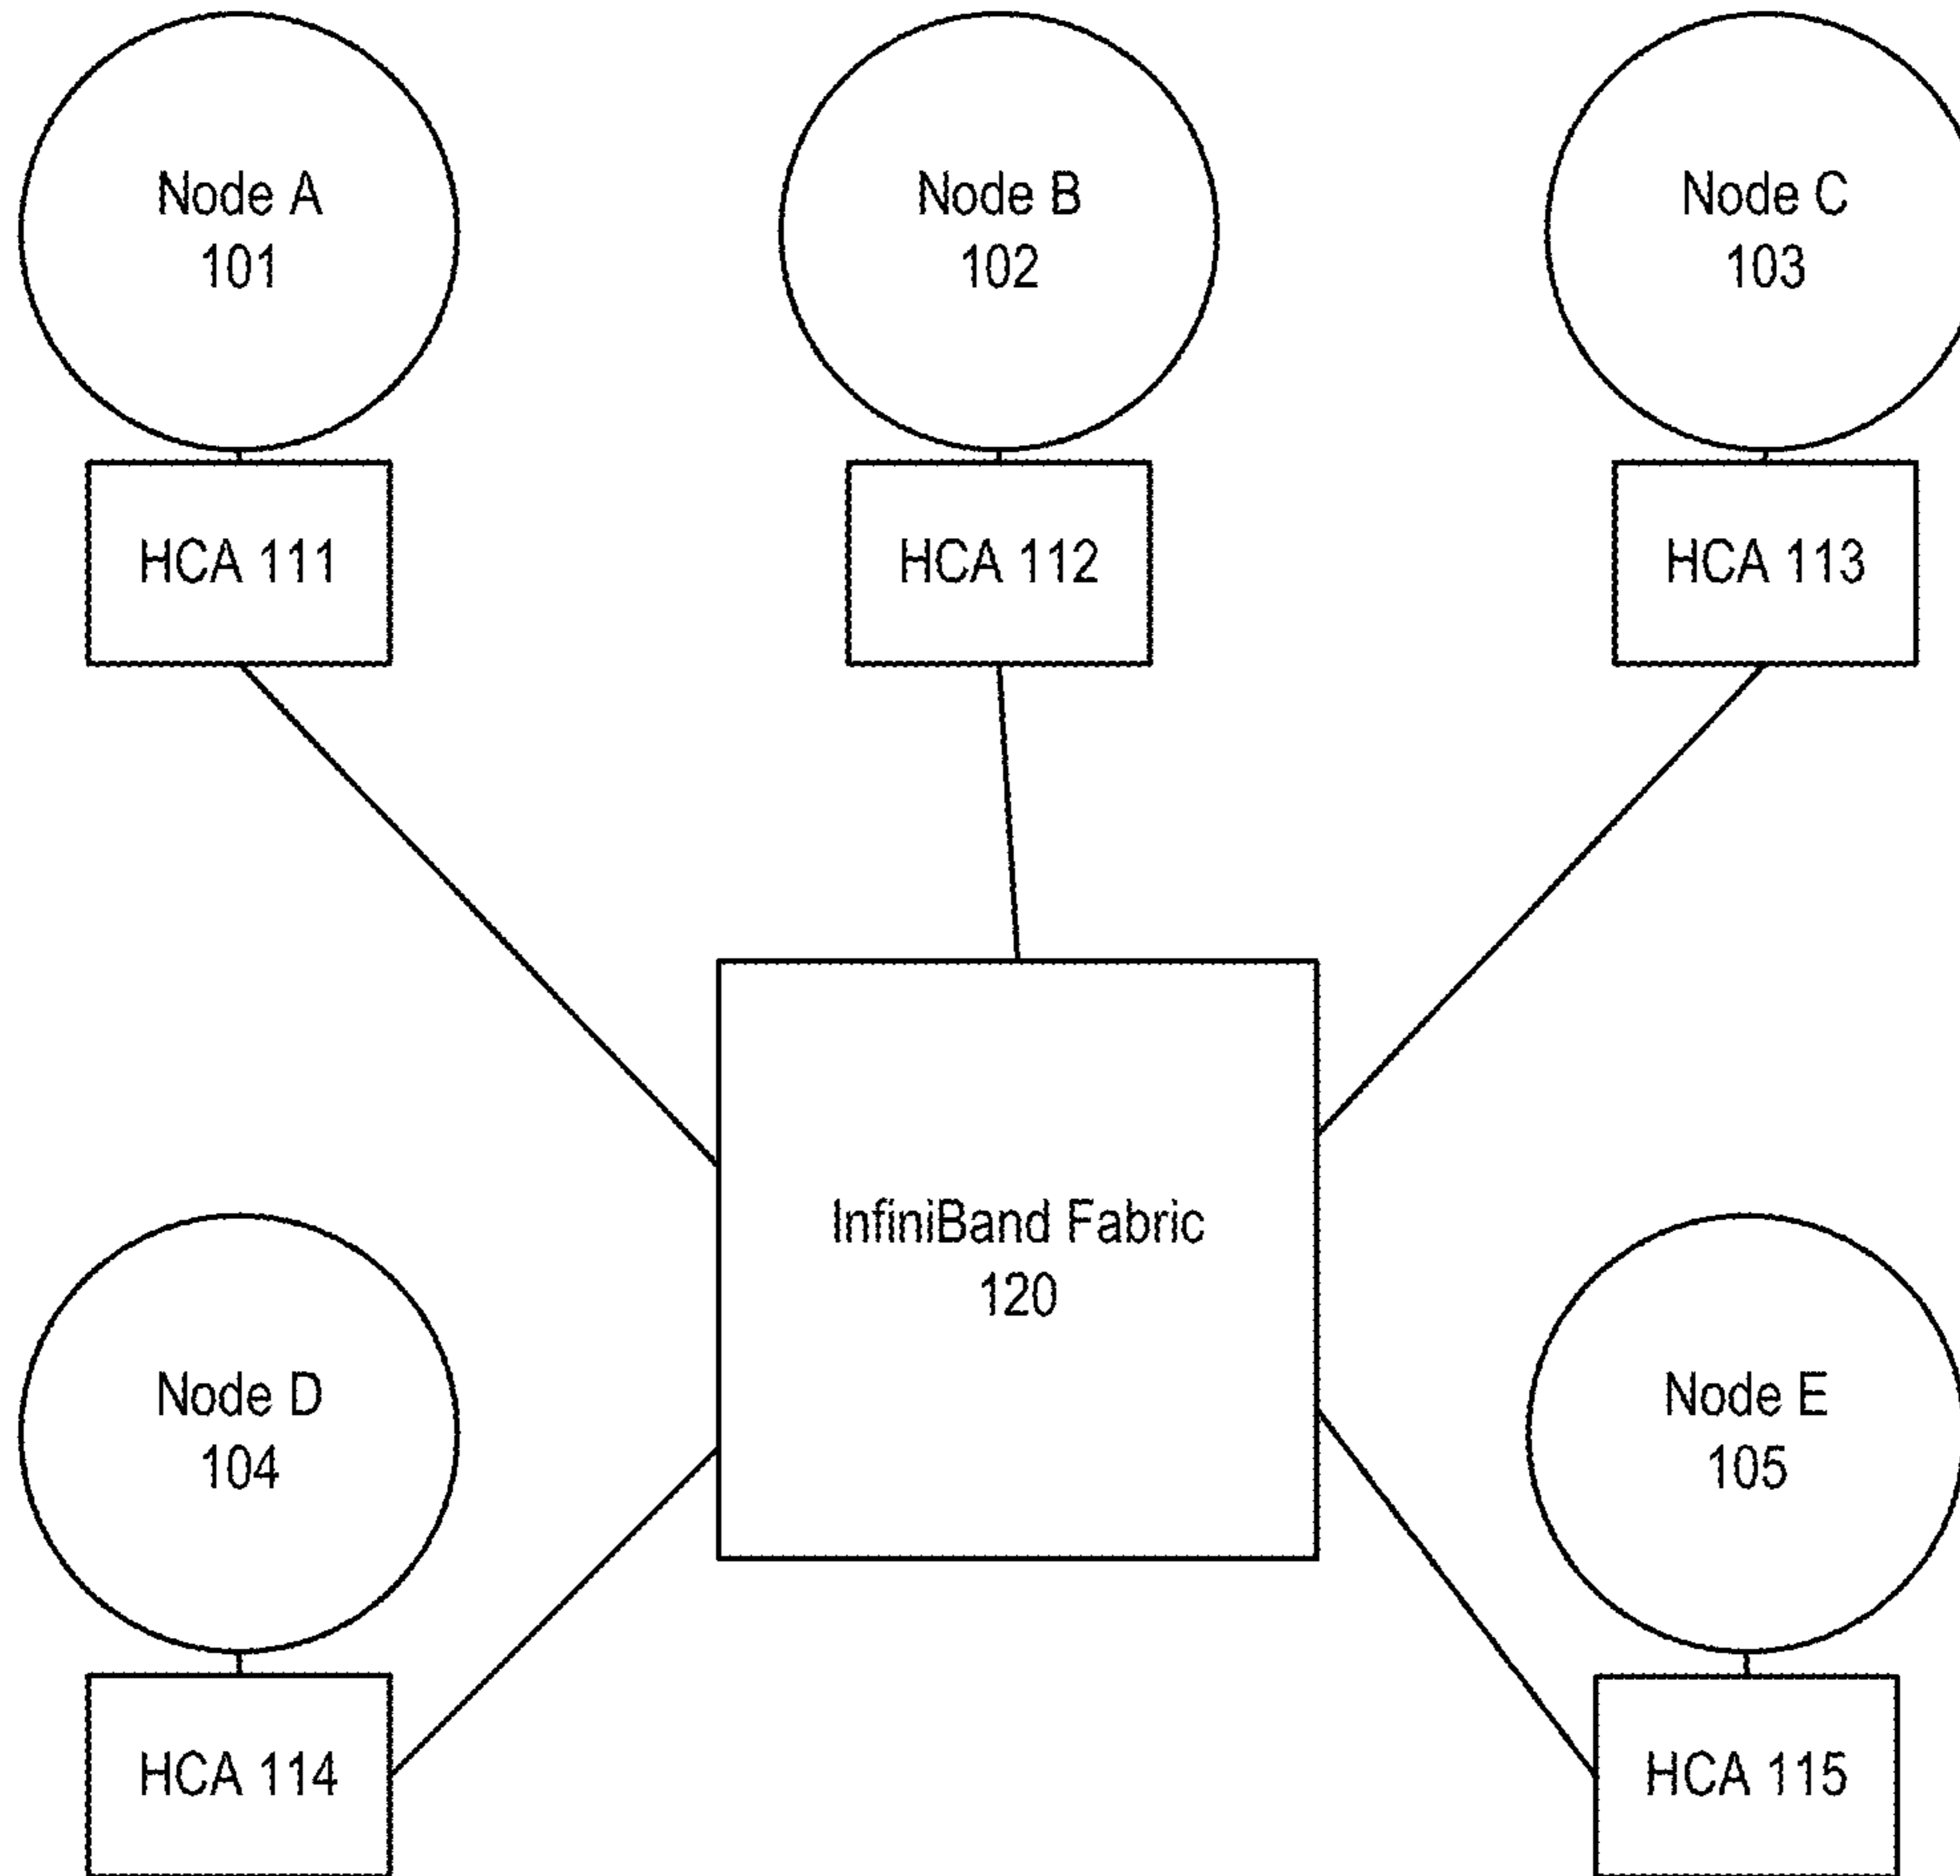 Node A
101
Node B
102
Node C
103
HCA 111
HCA 112
HCA 113
InfiniBand Fabric
120
Node D
104
Node E
105
HCA 114
HCA 115